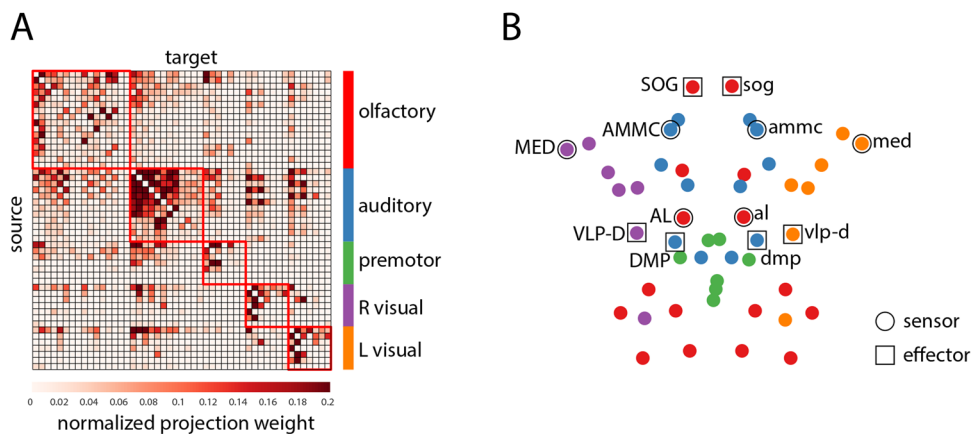 A
target
source
olfactory
auditory
premotor
R visual
L visual
0 0.02 0.04 0.06 0.08 0.1 0.12 0.14 0.16 0.18 0.2
normalized projection weight
B
SOG sog
AMMC ammc
MED med
AL al
VLP-D vlp-d
DMP dmp
sensor
effector